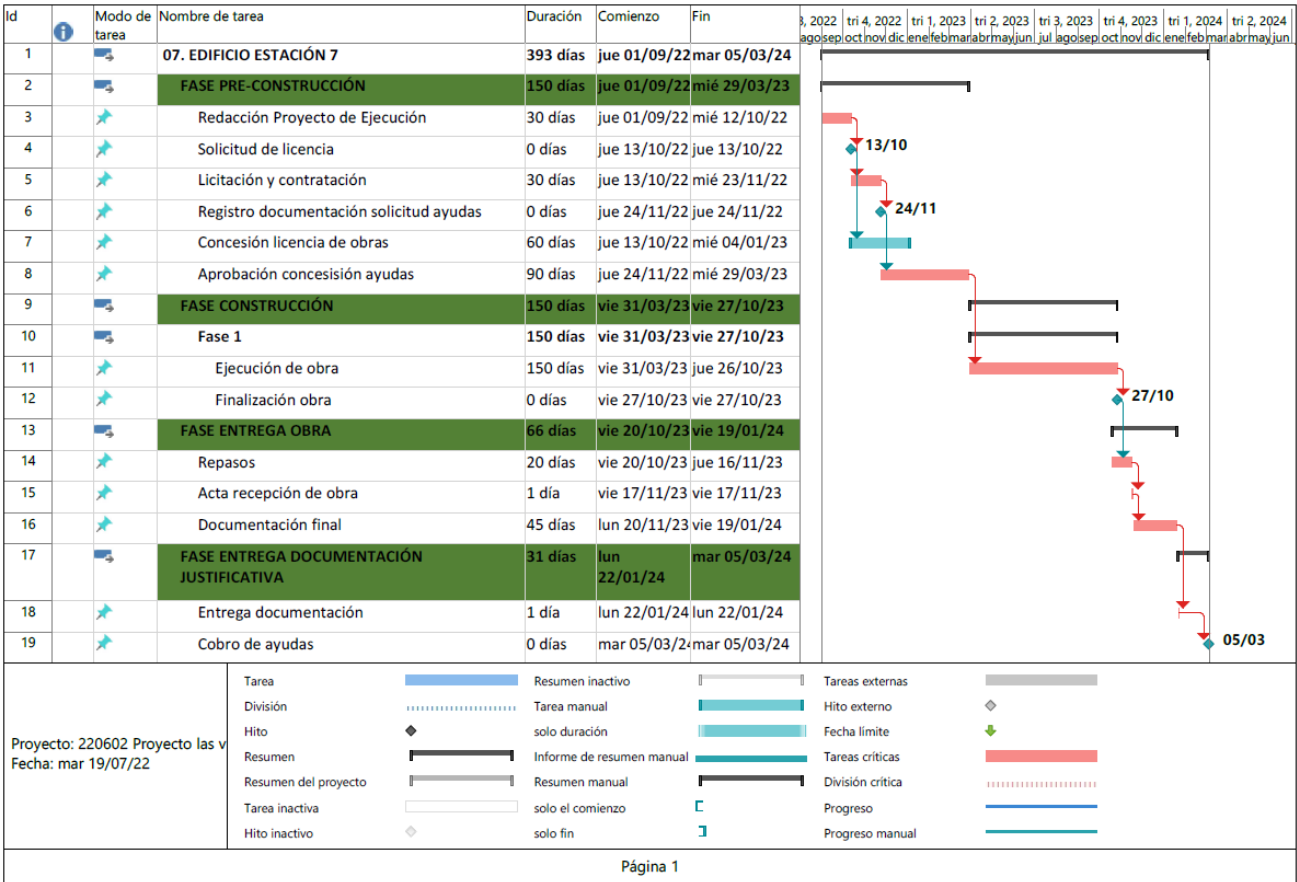 Id Modo de tarea Nombre de tarea Duración Comienzo Fin
3, 2022 tri 4, 2022 tri 1, 2023 tri 2, 2023 tri 3, 2023 tri 4, 2023 tri 1, 2024 tri 2, 2024
ago sep oct nov dic ene feb mar abr may jun jul ago sep oct nov dic ene feb mar abr may jun
1 07. EDIFICIO ESTACIÓN 7 393 días jue 01/09/22 mar 05/03/24
2 FASE PRE-CONSTRUCCIÓN 150 días jue 01/09/22 mié 29/03/23
3 Redacción Proyecto de Ejecución 30 días jue 01/09/22 mié 12/10/22
4 Solicitud de licencia 0 días jue 13/10/22 jue 13/10/22 13/10
5 Licitación y contratación 30 días jue 13/10/22 mié 23/11/22
6 Registro documentación solicitud ayudas 0 días jue 24/11/22 jue 24/11/22 24/11
7 Concesión licencia de obras 60 días jue 13/10/22 mié 04/01/23
8 Aprobación concesisión ayudas 90 días jue 24/11/22 mié 29/03/23
9 FASE CONSTRUCCIÓN 150 días vie 31/03/23 vie 27/10/23
10 Fase 1 150 días vie 31/03/23 vie 27/10/23
11 Ejecución de obra 150 días vie 31/03/23 jue 26/10/23
12 Finalización obra 0 días vie 27/10/23 vie 27/10/23 27/10
13 FASE ENTREGA OBRA 66 días vie 20/10/23 vie 19/01/24
14 Repasos 20 días vie 20/10/23 jue 16/11/23
15 Acta recepción de obra 1 día vie 17/11/23 vie 17/11/23
16 Documentación final 45 días lun 20/11/23 vie 19/01/24
17 FASE ENTREGA DOCUMENTACIÓN 31 días lun mar 05/03/24
JUSTIFICATIVA 22/01/24
18 Entrega documentación 1 día lun 22/01/24 lun 22/01/24
19 Cobro de ayudas 0 días mar 05/03/24 mar 05/03/24 05/03
Proyecto: 220602 Proyecto las v
Fecha: mar 19/07/22
Tarea
División
Hito
Resumen
Resumen del proyecto
Tarea inactiva
Hito inactivo
Resumen inactivo
Tarea manual
solo duración
Informe de resumen manual
Resumen manual
solo el comienzo
solo fin
Tareas externas
Hito externo
Fecha límite
Tareas críticas
División crítica
Progreso
Progreso manual
Página 1